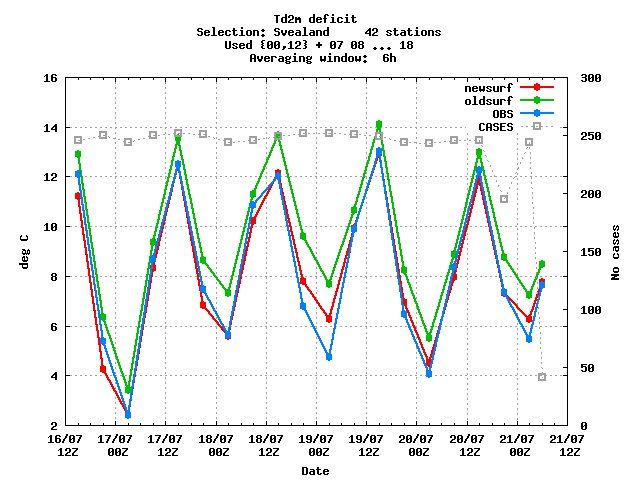 Td2m deficit
Selection: Svealand     42 stations
Used {00,12} + 07 08 ... 18
Averaging window:  6h
16 300
newsurf
oldsurf
OBS
CASES
14 250
12 200
10
deg C
No cases
150
8
100
6
4 50
2 0
16/07 17/07 17/07 18/07 18/07 19/07 19/07 20/07 20/07 21/07 21/07
12Z 00Z 12Z 00Z 12Z 00Z 12Z 00Z 12Z 00Z 12Z
Date